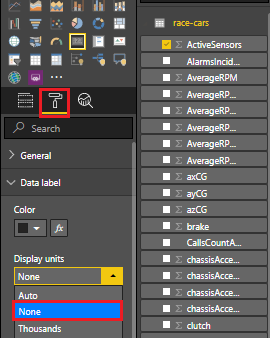 Search
General
Data label
Color
fx
Display units
None
Auto
None
Thousands
race-cars
ActiveSensors
AlarmsIncid...
AverageRPM
AverageRP...
AverageRP...
AverageRP...
AverageRP...
AverageRP...
axCG
ayCG
azCG
brake
CallsCountA...
chassisAcce...
chassisAcce...
chassisAcce...
chassisAcce...
clutch